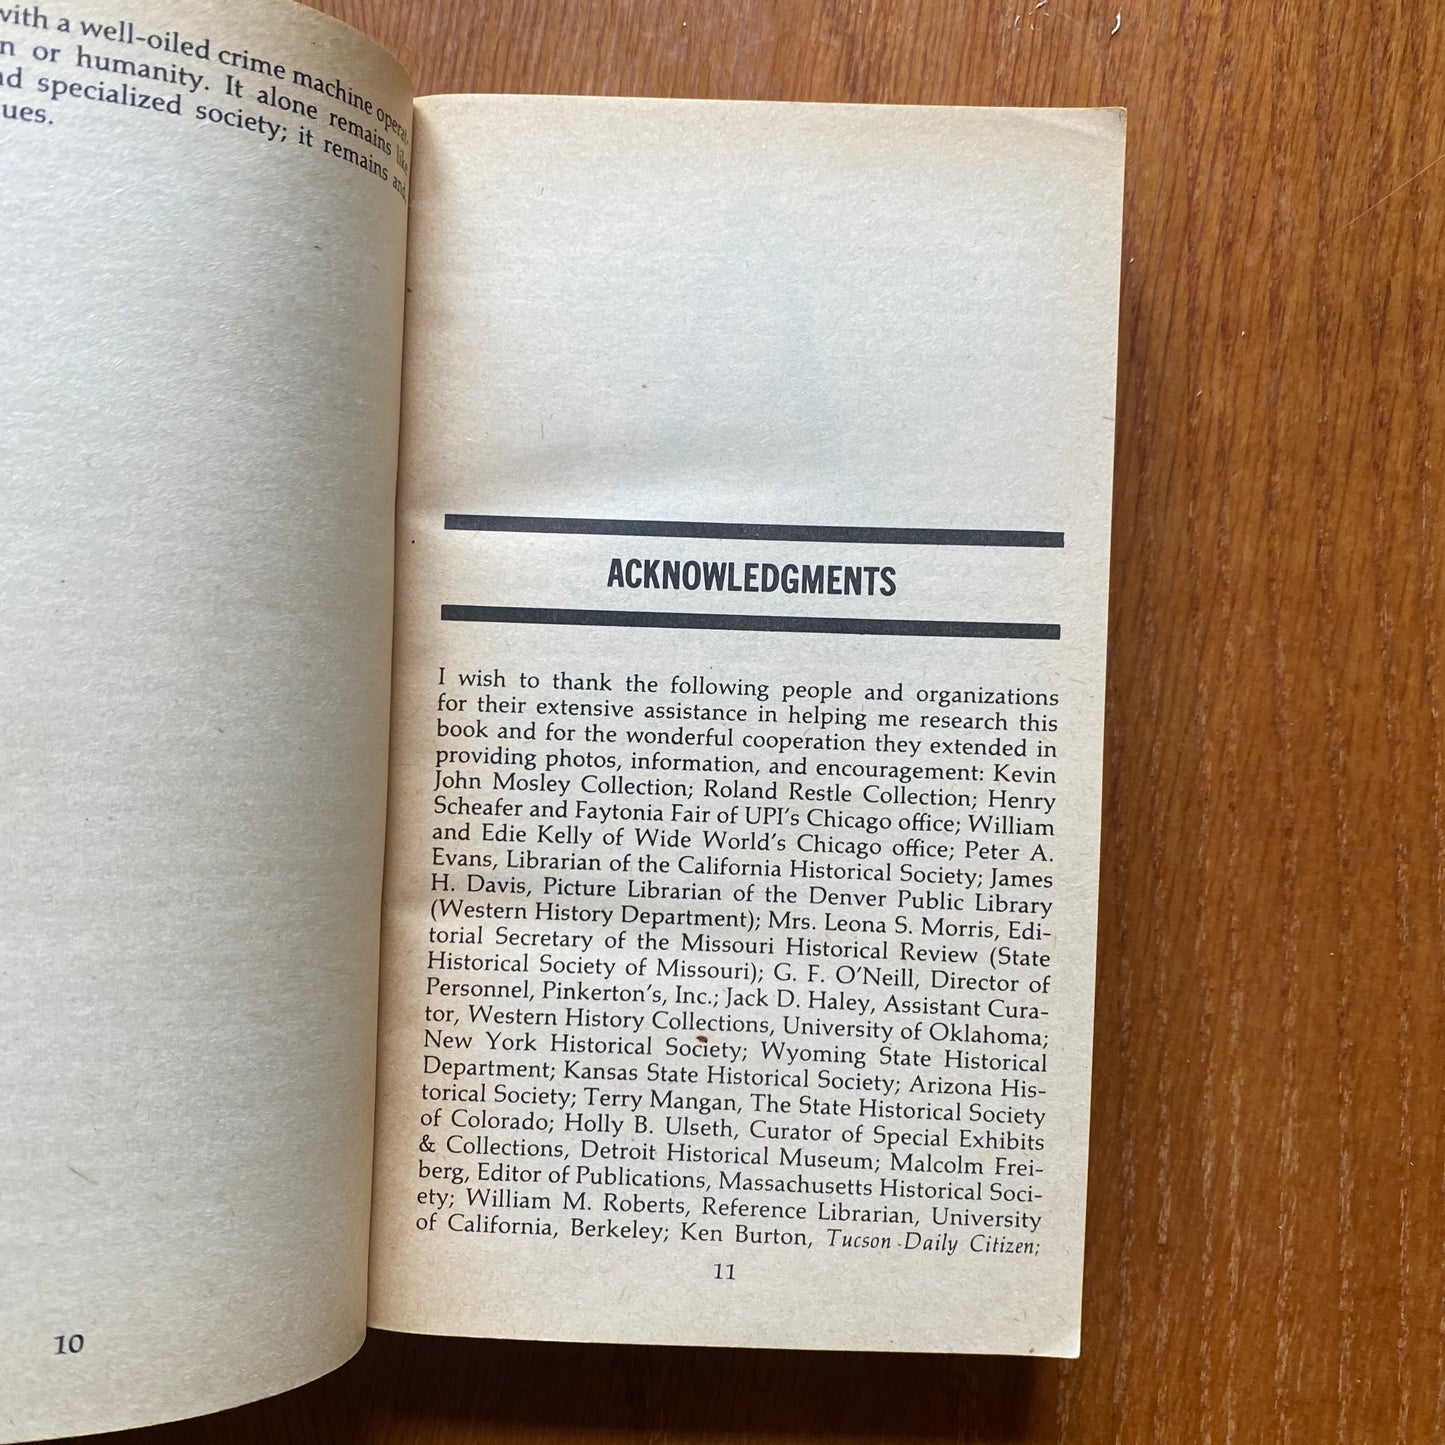 with a well-oiled crime machine operat-
n or humanity. It alone remains like
nd specialized society; it remains and
ues.
10
ACKNOWLEDGMENTS
I wish to thank the following people and organizations
for their extensive assistance in helping me research this
book and for the wonderful cooperation they extended in
providing photos, information, and encouragement: Kevin
John Mosley Collection; Roland Restle Collection; Henry
Scheafer and Faytonia Fair of UPI's Chicago office; William
and Edie Kelly of Wide World's Chicago office; Peter A.
Evans, Librarian of the California Historical Society; James
H. Davis, Picture Librarian of the Denver Public Library
(Western History Department); Mrs. Leona S. Morris, Edi-
torial Secretary of the Missouri Historical Review (State
Historical Society of Missouri); G. F. O'Neill, Director of
Personnel, Pinkerton's, Inc.; Jack D. Haley, Assistant Cura-
tor, Western History Collections, University of Oklahoma;
New York Historical Society; Wyoming State Historical
Department; Kansas State Historical Society; Arizona His-
torical Society; Terry Mangan, The State Historical Society
of Colorado; Holly B. Ulseth, Curator of Special Exhibits
& Collections, Detroit Historical Museum; Malcolm Frei-
berg, Editor of Publications, Massachusetts Historical Soci-
ety; William M. Roberts, Reference Librarian, University
of California, Berkeley; Ken Burton, Tucson Daily Citizen;
11